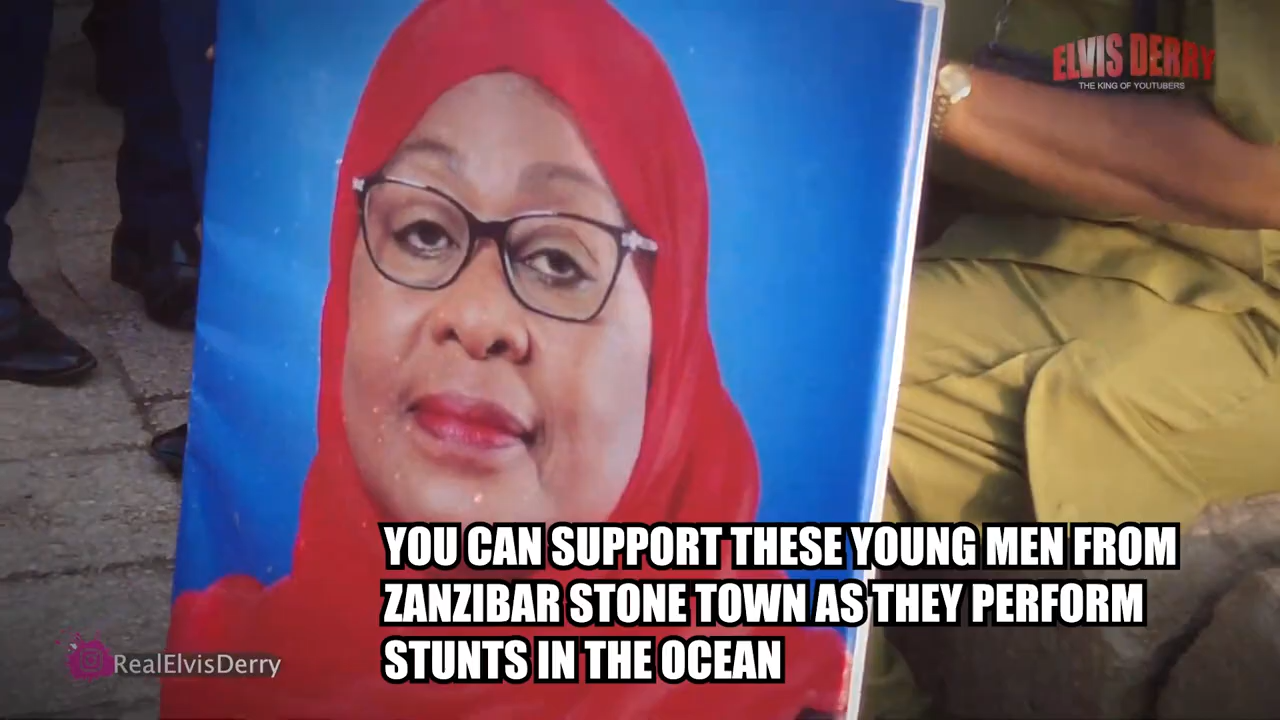 ELVIS DERRY
THE KING OF YOUTUBERS
YOU CAN SUPPORT THESE YOUNG MEN FROM
ZANZIBAR STONE TOWN AS THEY PERFORM
STUNTS IN THE OCEAN
RealElvisDerry